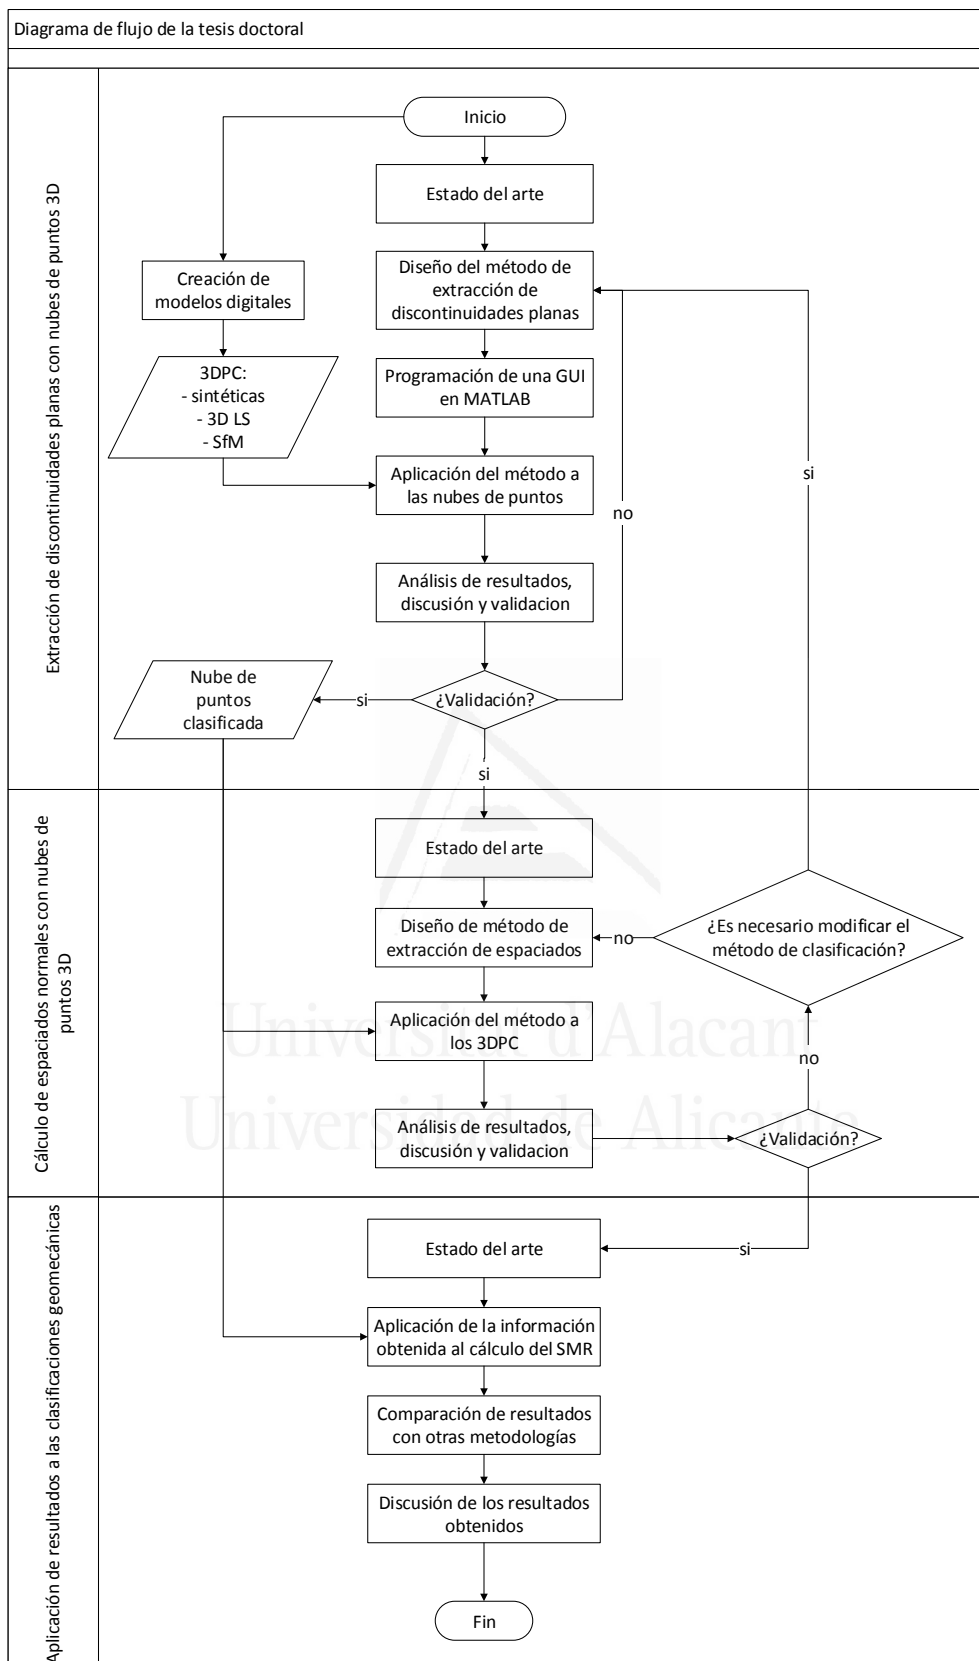 Diagrama de flujo de la tesis doctoral
Extracción de discontinuidades planas con nubes de puntos 3D
Inicio
Estado del arte
Creación de
modelos digitales
Diseño del método de
extracción de
discontinuidades planas
3DPC:
- sintéticas
- 3D LS
- SfM
Programación de una GUI
en MATLAB
Aplicación del método a
las nubes de puntos
si
no
Análisis de resultados,
discusión y validacion
Nube de
puntos
clasificada
si
¿Validación?
si
Cálculo de espaciados normales con nubes de
puntos 3D
Estado del arte
Diseño de método de
extracción de espaciados
no
¿Es necesario modificar el
método de clasificación?
Aplicación del método a
los 3DPC
no
Análisis de resultados,
discusión y validacion
¿Validación?
Universitat d'Alacant
Universidad de Alicante
Aplicación de resultados a las clasificaciones geomecánicas
Estado del arte
si
Aplicación de la información
obtenida al cálculo del SMR
Comparación de resultados
con otras metodologías
Discusión de los resultados
obtenidos
Fin